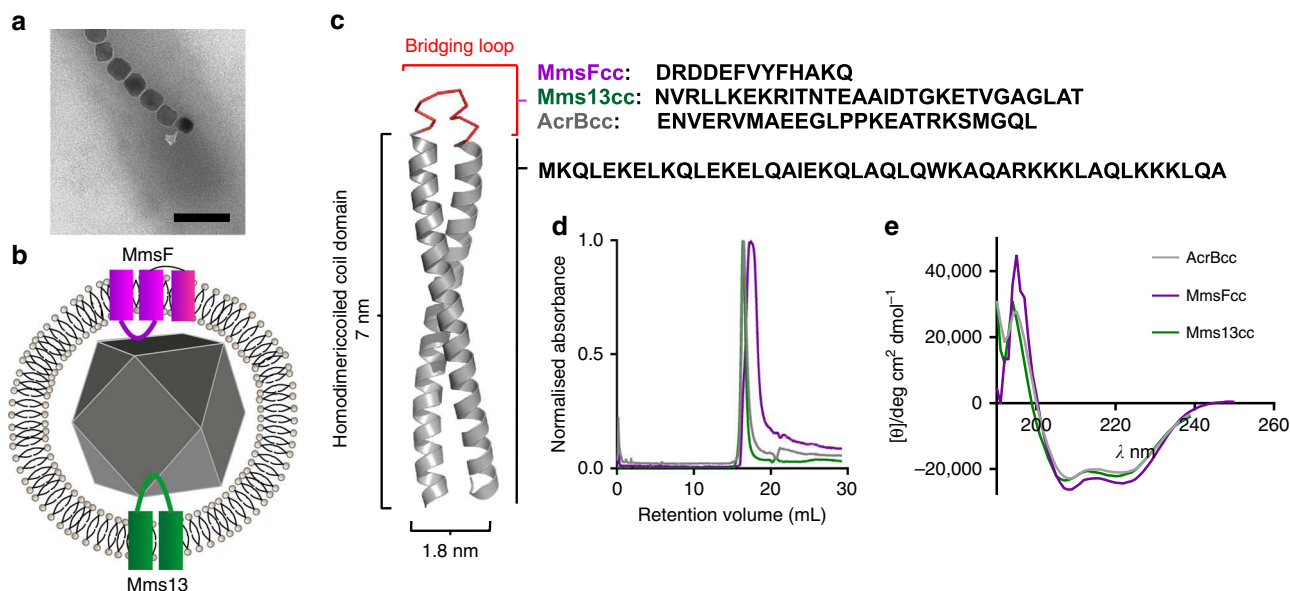 a
b
MmsF
Mms13
c
Bridging loop
MmsFcc: DRDDEFVYFHAKQ
Mms13cc: NVRLLKEKRITNTEAAIDTGKETVGAGLAT
AcrBcc: ENVERVMAEEGLPPKEATRKSMGQL
MKQLEKELKQLEKELQAIEKQLAQLQWKAQARKKKLAQLKKKLQA
Homodimericcoiled coil domain
7 nm
1.8 nm
d
Normalised absorbance
1.0
0.5
0.0
0 10 20 30
Retention volume (mL)
e
[θ]/deg cm² dmol⁻¹
40,000
20,000
0
–20,000
200 220 240 260
λ nm
AcrBcc
MmsFcc
Mms13cc